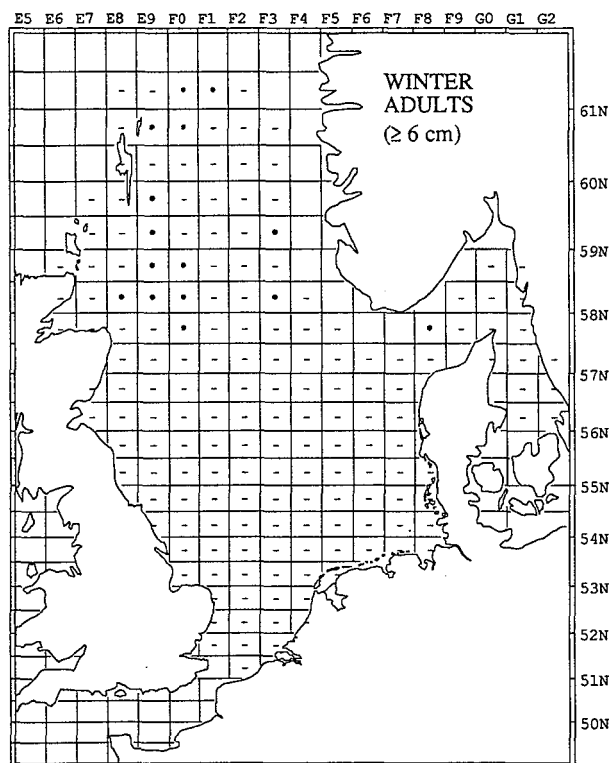 E5 E6 E7 E8 E9 F0 F1 F2 F3 F4 F5 F6 F7 F8 F9 G0 G1 G2
WINTER
ADULTS
(≥ 6 cm)
61N
60N
59N
58N
57N
56N
55N
54N
53N
52N
51N
50N